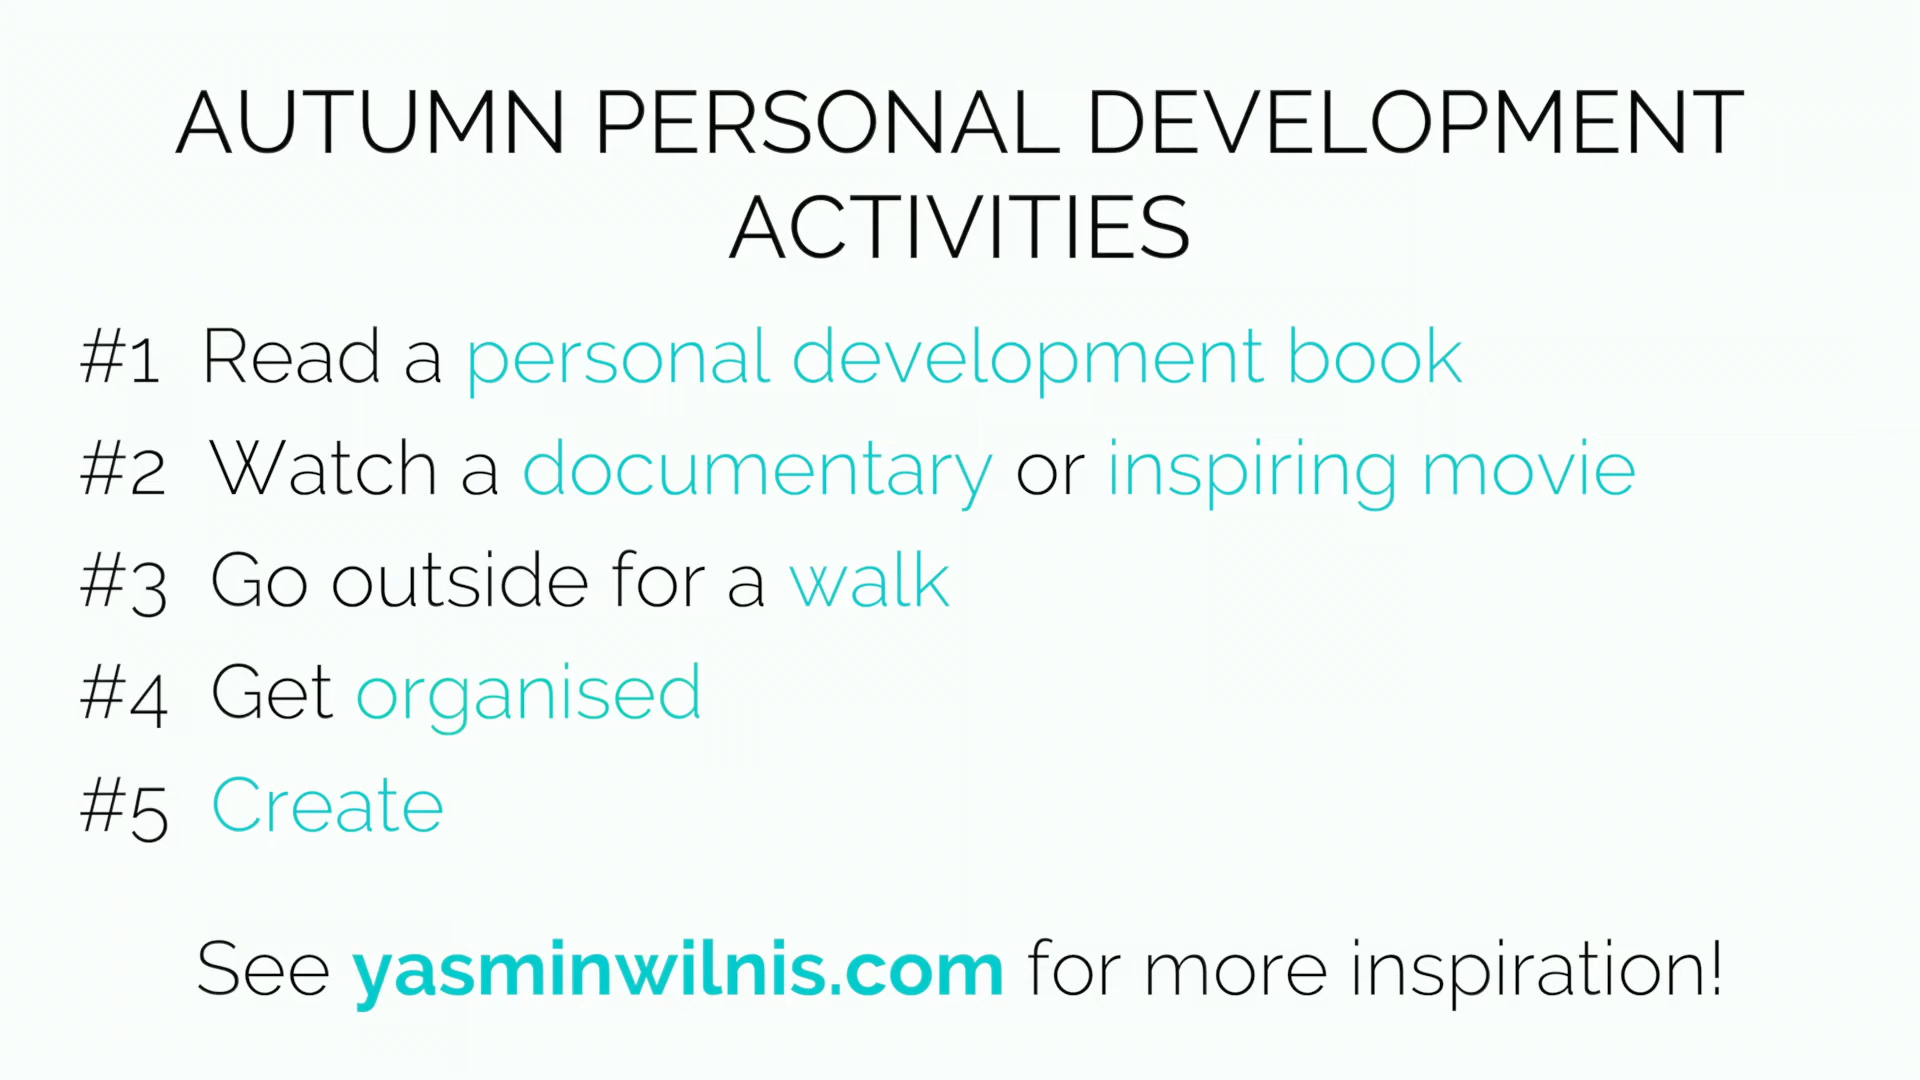 AUTUMN PERSONAL DEVELOPMENT
ACTIVITIES
#1 Read a personal development book
#2 Watch a documentary or inspiring movie
#3 Go outside for a walk
#4 Get organised
#5 Create
See yasminwilnis.com for more inspiration!